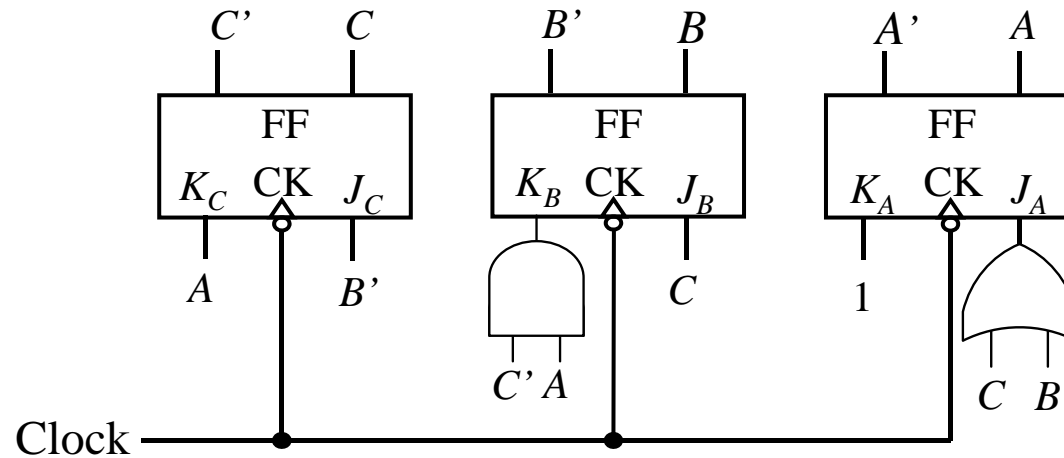 C’ C B’ B A’ A
FF FF FF
K_C CK J_C K_B CK J_B K_A CK J_A
A B’ C 1
C’ A C B
Clock